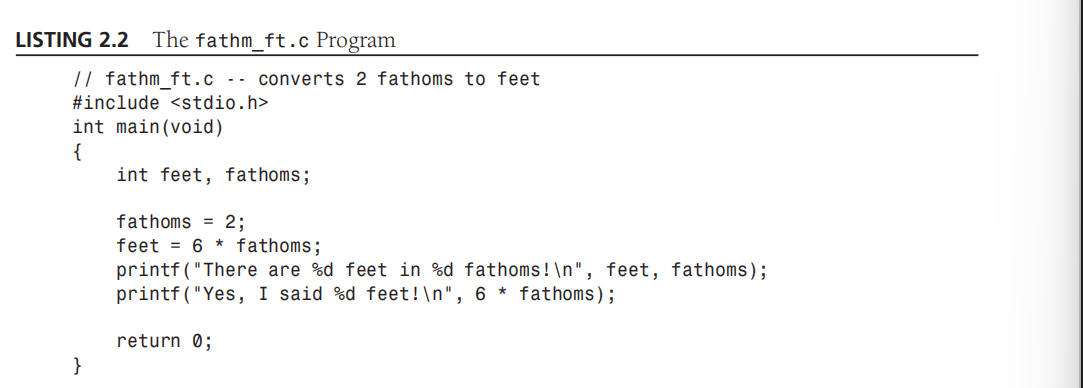 LISTING 2.2 The fathm_ft.c Program
// fathm_ft.c -- converts 2 fathoms to feet
#include <stdio.h>
int main(void)
{
    int feet, fathoms;

    fathoms = 2;
    feet = 6 * fathoms;
    printf("There are %d feet in %d fathoms!\n", feet, fathoms);
    printf("Yes, I said %d feet!\n", 6 * fathoms);

    return 0;
}